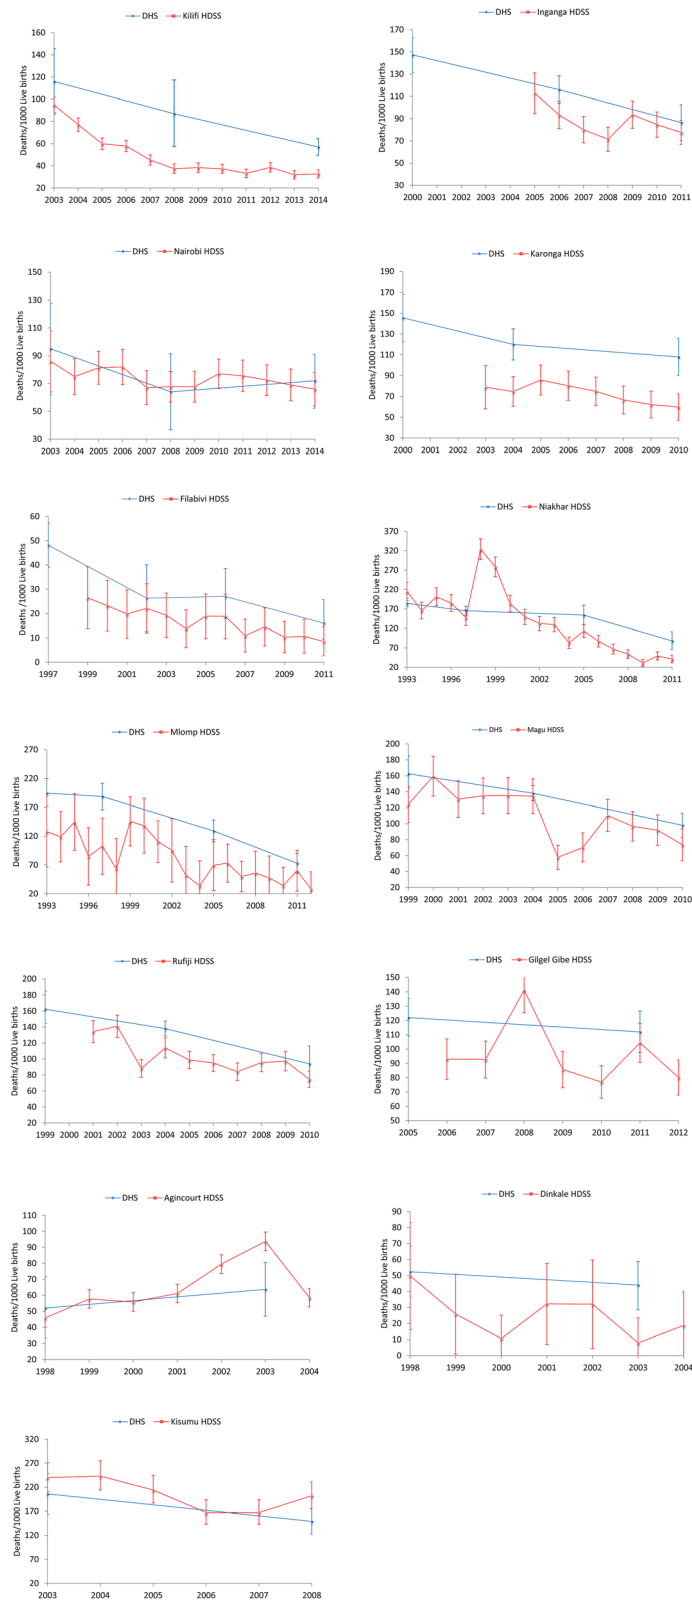 DHS Kilifi HDSS
Deaths/1000 Live births
160
140
120
100
80
60
40
20
2003 2004 2005 2006 2007 2008 2009 2010 2011 2012 2013 2014
DHS Inganga HDSS
Deaths/1000 Live births
170
150
130
110
90
70
50
30
2000 2001 2002 2003 2004 2005 2006 2007 2008 2009 2010 2011
DHS Nairobi HDSS
Deaths/1000 Live births
150
130
110
90
70
50
30
2003 2004 2005 2006 2007 2008 2009 2010 2011 2012 2013 2014
DHS Karonga HDSS
Deaths/1000 Live births
190
170
150
130
110
90
70
50
30
2000 2001 2002 2003 2004 2005 2006 2007 2008 2009 2010
DHS Filabivi HDSS
Deaths /1000 Live births
60
50
40
30
20
10
0
1997 1999 2001 2003 2005 2007 2009 2011
DHS Niakhar HDSS
Deaths/1000 Live births
370
320
270
220
170
120
70
20
1993 1996 1999 2002 2005 2008 2011
DHS Mlomp HDSS
Deaths/1000 Live births
270
220
170
120
70
20
1993 1996 1999 2002 2005 2008 2011
DHS Magu HDSS
Deaths/1000 Live births
200
180
160
140
120
100
80
60
40
20
1999 2000 2001 2002 2003 2004 2005 2006 2007 2008 2009 2010
DHS Rufiji HDSS
Deaths/1000 Live births
200
180
160
140
120
100
80
60
40
20
1999 2000 2001 2002 2003 2004 2005 2006 2007 2008 2009 2010
DHS Gilgel Gibe HDSS
Deaths/1000 Live births
150
140
130
120
110
100
90
80
70
60
50
2005 2006 2007 2008 2009 2010 2011 2012
DHS Agincourt HDSS
Deaths/1000 Live births
110
100
90
80
70
60
50
40
30
20
1998 1999 2000 2001 2002 2003 2004
DHS Dinkale HDSS
Deaths/1000 Live births
90
80
70
60
50
40
30
20
10
0
1998 1999 2000 2001 2002 2003 2004
DHS Kisumu HDSS
Deaths/1000 Live births
320
270
220
170
120
70
20
2003 2004 2005 2006 2007 2008